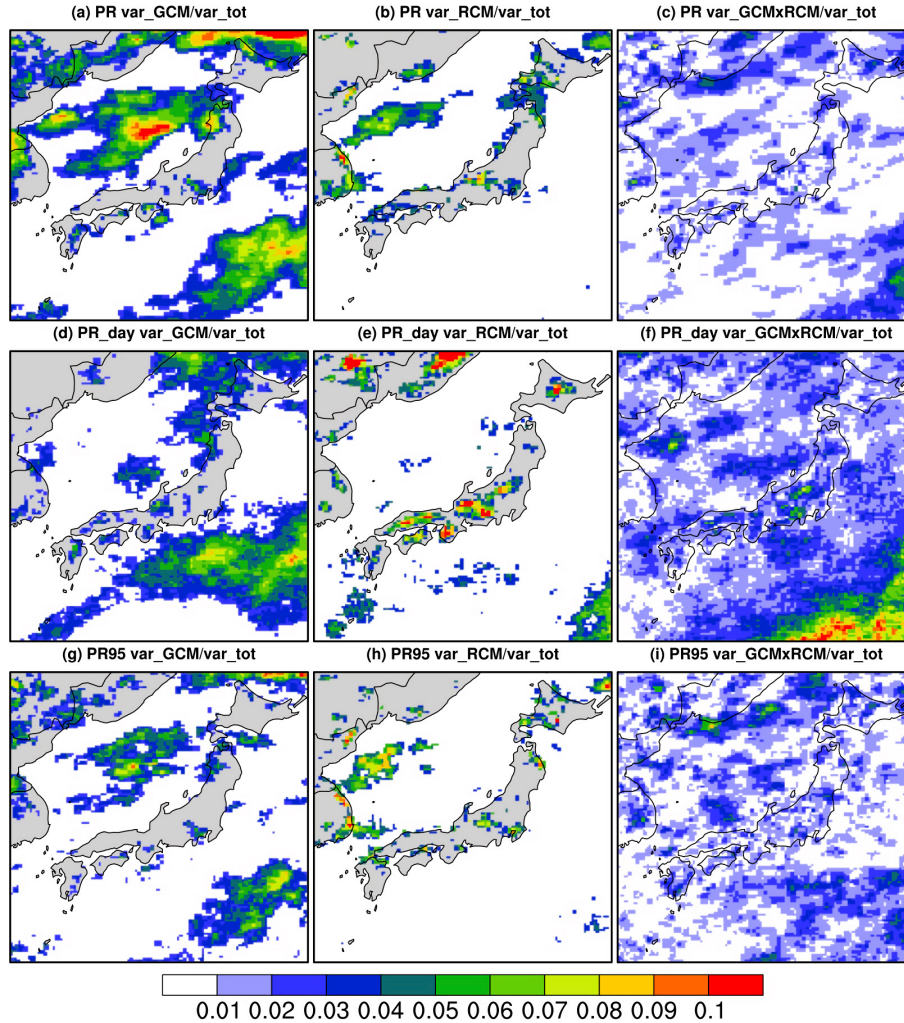 (a) PR var_GCM/var_tot
(b) PR var_RCM/var_tot
(c) PR var_GCMxRCM/var_tot
(d) PR_day var_GCM/var_tot
(e) PR_day var_RCM/var_tot
(f) PR_day var_GCMxRCM/var_tot
(g) PR95 var_GCM/var_tot
(h) PR95 var_RCM/var_tot
(i) PR95 var_GCMxRCM/var_tot
0.01 0.02 0.03 0.04 0.05 0.06 0.07 0.08 0.09 0.1